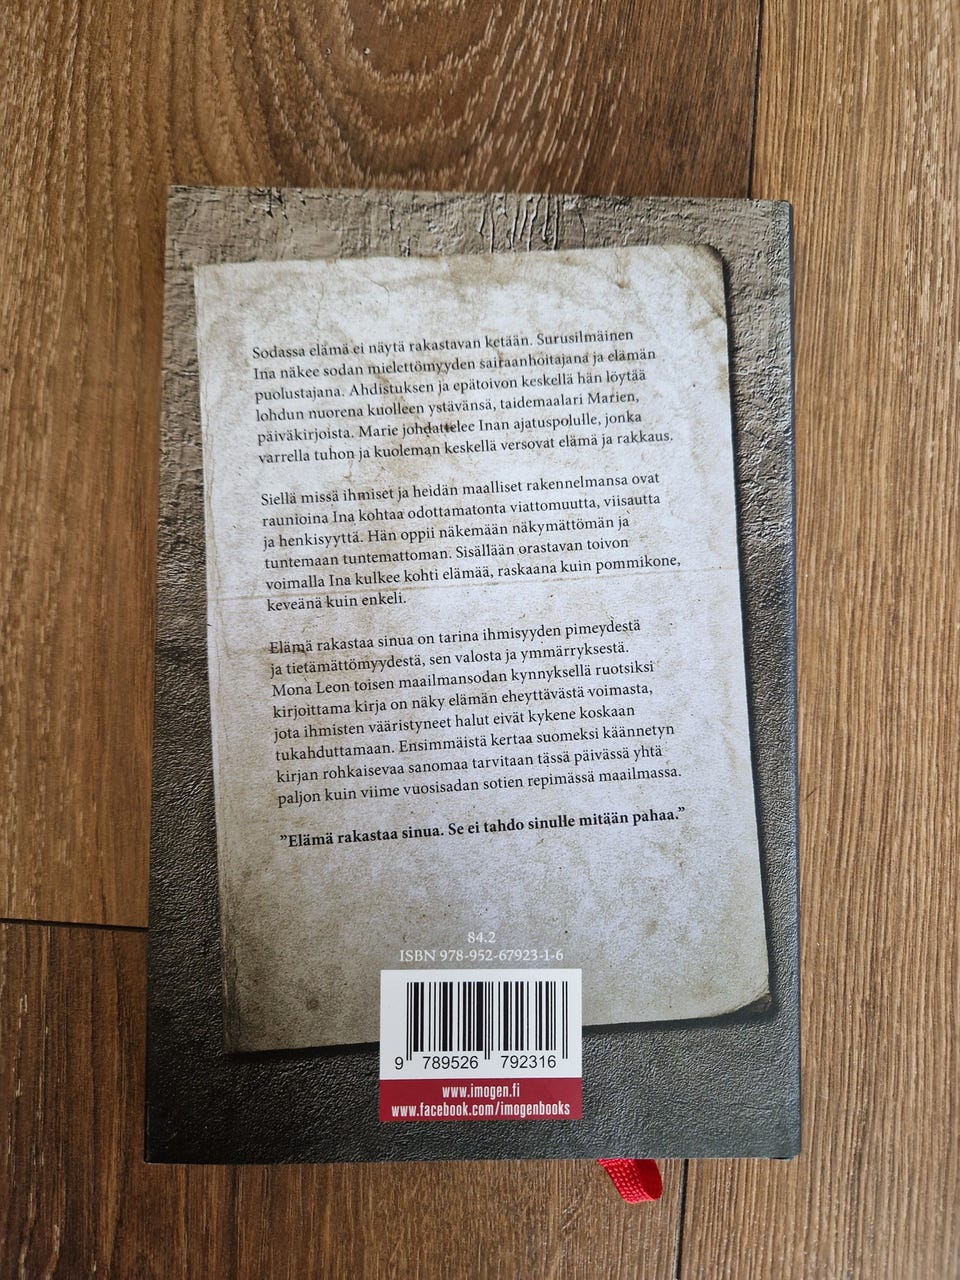 Sodassa elämä ei näytä rakastavan ketään. Surusilmäinen
Ina näkee sodan mielettömyyden sairaanhoitajana ja elämän
puolustajana. Ahdistuksen ja epätoivon keskellä hän löytää
lohdun nuorena kuolleen ystävänsä, taidemaalari Marien,
päiväkirjoista. Marie johdattelee Inan ajatuspolulle, jonka
varrella tuhon ja kuoleman keskellä versovat elämä ja rakkaus.
Siellä missä ihmiset ja heidän maalliset rakennelmansa ovat
raunioina Ina kohtaa odottamatonta viattomuutta, viisautta
ja henkisyyttä. Hän oppii näkemään näkymättömän ja
tuntemaan tuntemattoman. Sisällään orastavan toivon
voimalla Ina kulkee kohti elämää, raskaana kuin pommikone,
keveänä kuin enkeli.
Elämä rakastaa sinua on tarina ihmisyyden pimeydestä
ja tietämättömyydestä, sen valosta ja ymmärryksestä.
Mona Leon toisen maailmansodan kynnyksellä ruotsiksi
kirjoittama kirja on näky elämän eheyttävästä voimasta,
jota ihmisten vääristyneet halut eivät kykene koskaan
tukahduttamaan. Ensimmäistä kertaa suomeksi käännetyn
kirjan rohkaisevaa sanomaa tarvitaan tässä päivässä yhtä
paljon kuin viime vuosisadan sotien repimässä maailmassa.
”Elämä rakastaa sinua. Se ei tahdo sinulle mitään pahaa.”
84.2
ISBN 978-952-67923-1-6
9 789526 792316
www.imogen.fi
www.facebook.com/imogenbooks